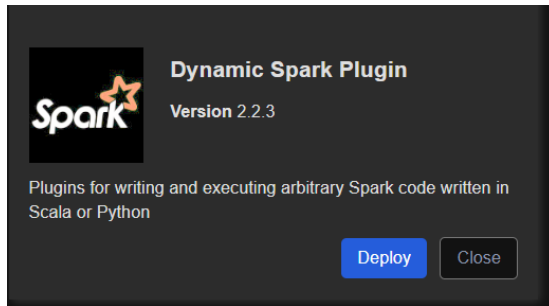 Spark
Dynamic Spark Plugin
Version 2.2.3
Plugins for writing and executing arbitrary Spark code written in
Scala or Python
Deploy
Close